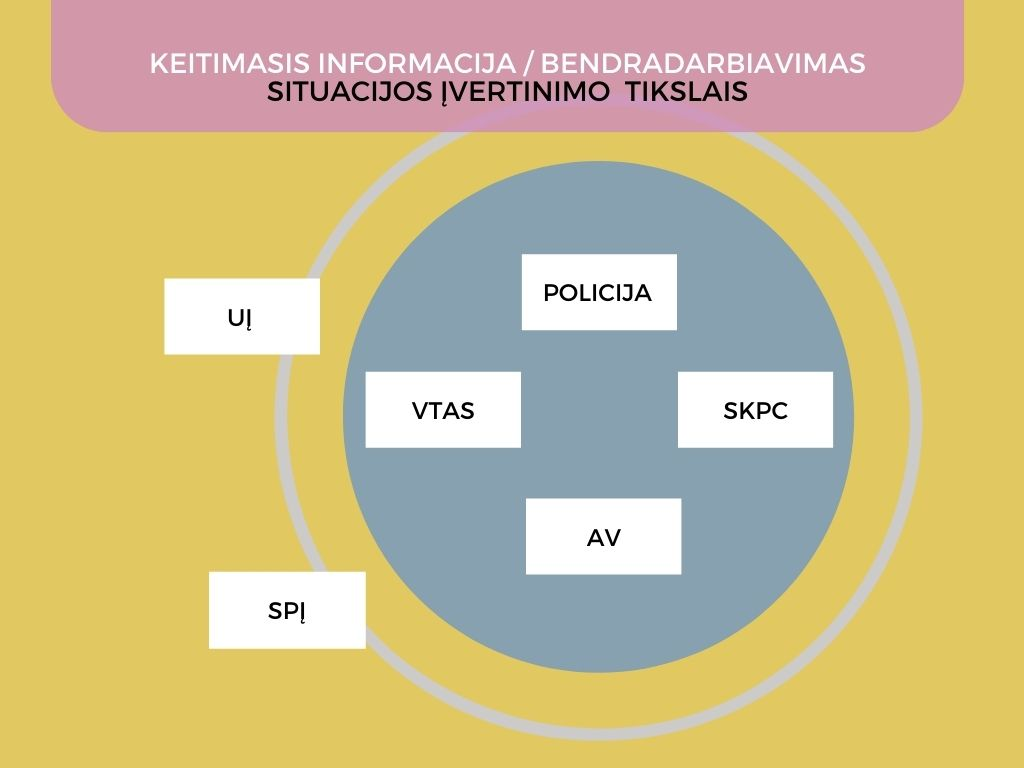 KEITIMASIS INFORMACIJA / BENDRADARBIAVIMAS
SITUACIJOS ĮVERTINIMO TIKSLAIS
POLICIJA
UĮ
VTAS
SKPC
AV
SPĮ